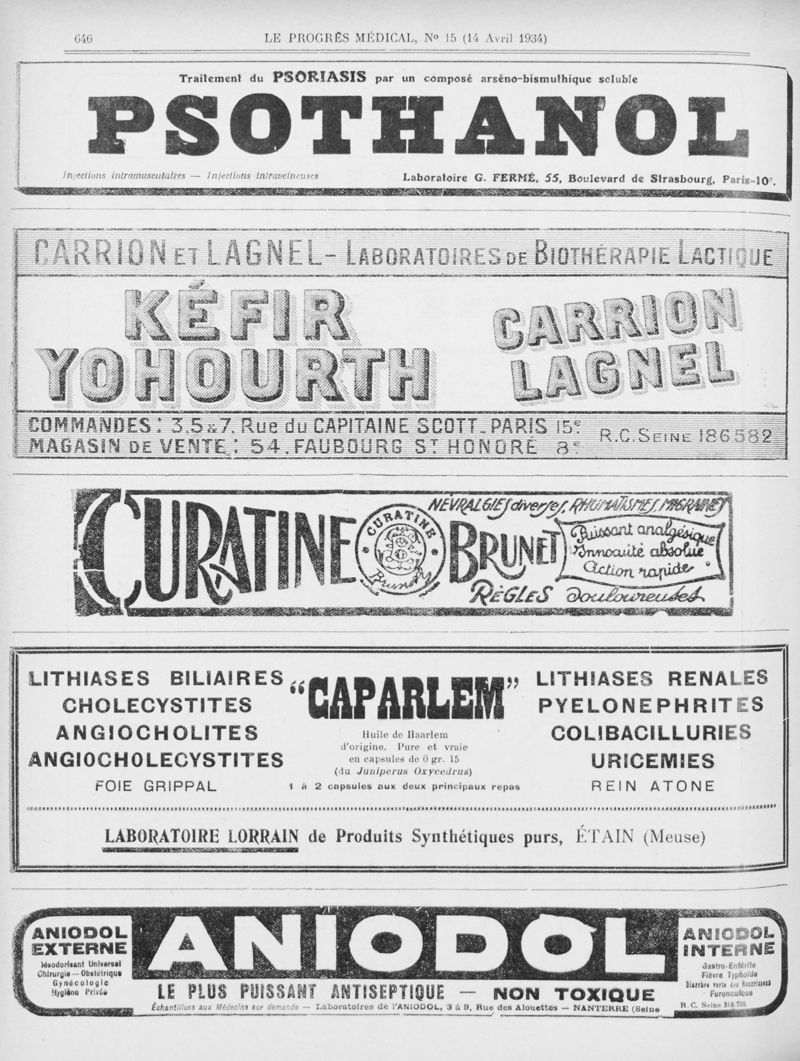 646 LE PROGRÈS MÉDICAL, No 15 (14 Avril 1934)
Traitement du PSORIASIS par un composé arséno-bismuthique soluble
PSOTHANOL
Injections intramusculaires — Injections intraveineuses
Laboratoire G. FERMÉ, 55, Boulevard de Strasbourg, Paris-10e.
CARRION ET LAGNEL - LABORATOIRES DE BIOTHÉRAPIE LACTIQUE
KÉFIR
YOHOURTH
CARRION
LAGNEL
COMMANDES: 3,5 & 7, Rue du CAPITAINE SCOTT - PARIS 15e
MAGASIN DE VENTE: 54, FAUBOURG ST HONORÉ 8e
R.C. SEINE 186582
CURATINE
CURATINE
BRUNET
NÉVRALGIES diverses, RHUMATISMES, MIGRAINES
Puissant analgésique
Innocuité absolue
Action rapide
RÈGLES douloureuses
LITHIASES BILIAIRES
CHOLECYSTITES
ANGIOCHOLITES
ANGIOCHOLECYSTITES
FOIE GRIPPAL
"CAPARLEM"
Huile de Haarlem
d'origine. Pure et vraie
en capsules de 0 gr. 15
(du Juniperus Oxycedrus)
1 à 2 capsules aux deux principaux repas
LITHIASES RENALES
PYELONEPHRITES
COLIBACILLURIES
URICEMIES
REIN ATONE
LABORATOIRE LORRAIN de Produits Synthétiques purs, ÉTAIN (Meuse)
ANIODOL
EXTERNE
Désodorisant Universel
Chirurgie — Obstétrique
Gynécologie
Hygiène Privée
ANIODOL
LE PLUS PUISSANT ANTISEPTIQUE — NON TOXIQUE
Échantillons aux Médecins sur demande — Laboratoires de l'ANIODOL, 3 à 9, Rue des Alouettes — NANTERRE (Seine
ANIODOL
INTERNE
Gastro-Entérite
Fièvre Typhoïde
Diarrhée verte des Nourrissons
Furonculose
R. C. Seine